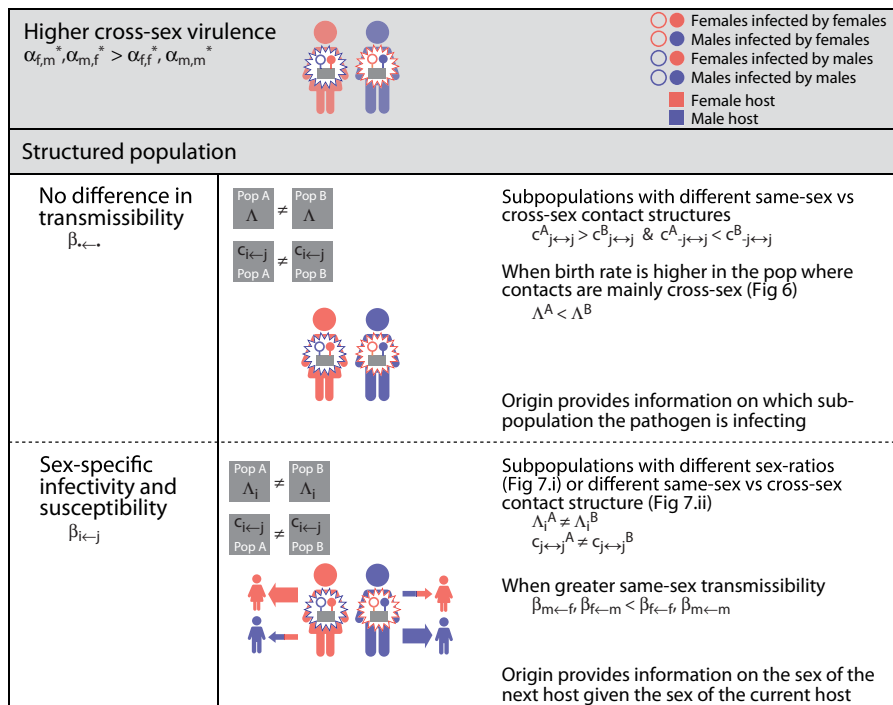 Higher cross-sex virulence
α_{f,m}*,α_{m,f}* > α_{f,f}*, α_{m,m}*
Females infected by females
Males infected by females
Females infected by males
Males infected by males
Female host
Male host
Structured population
No difference in
transmissibility
β_{•←•}
Pop A Pop B
Λ ≠ Λ
c_{i←j} ≠ c_{i←j}
Pop A Pop B
Subpopulations with different same-sex vs
cross-sex contact structures
c^A_{j↔j} > c^B_{j↔j} & c^A_{-j↔j} < c^B_{-j↔j}
When birth rate is higher in the pop where
contacts are mainly cross-sex (Fig 6)
Λ^A < Λ^B
Origin provides information on which sub-
population the pathogen is infecting
Sex-specific
infectivity and
susceptibility
β_{i←j}
Pop A Pop B
Λ_i ≠ Λ_i
c_{i←j} ≠ c_{i←j}
Pop A Pop B
Subpopulations with different sex-ratios
(Fig 7.i) or different same-sex vs cross-sex
contact structure (Fig 7.ii)
Λ_i^A ≠ Λ_i^B
c_{j↔j}^A ≠ c_{j↔j}^B
When greater same-sex transmissibility
β_{m←f}, β_{f←m} < β_{f←f}, β_{m←m}
Origin provides information on the sex of the
next host given the sex of the current host